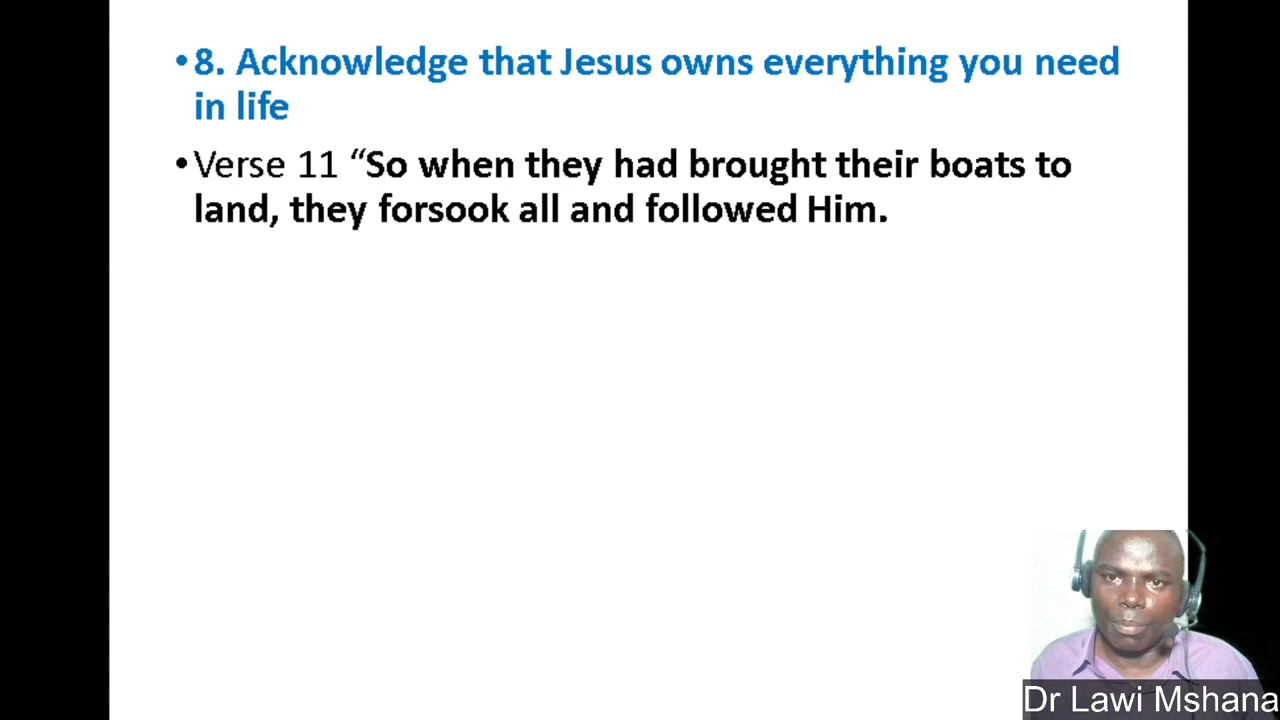 •8. Acknowledge that Jesus owns everything you need
in life
•Verse 11 “So when they had brought their boats to
land, they forsook all and followed Him.
Dr Lawi Mshana